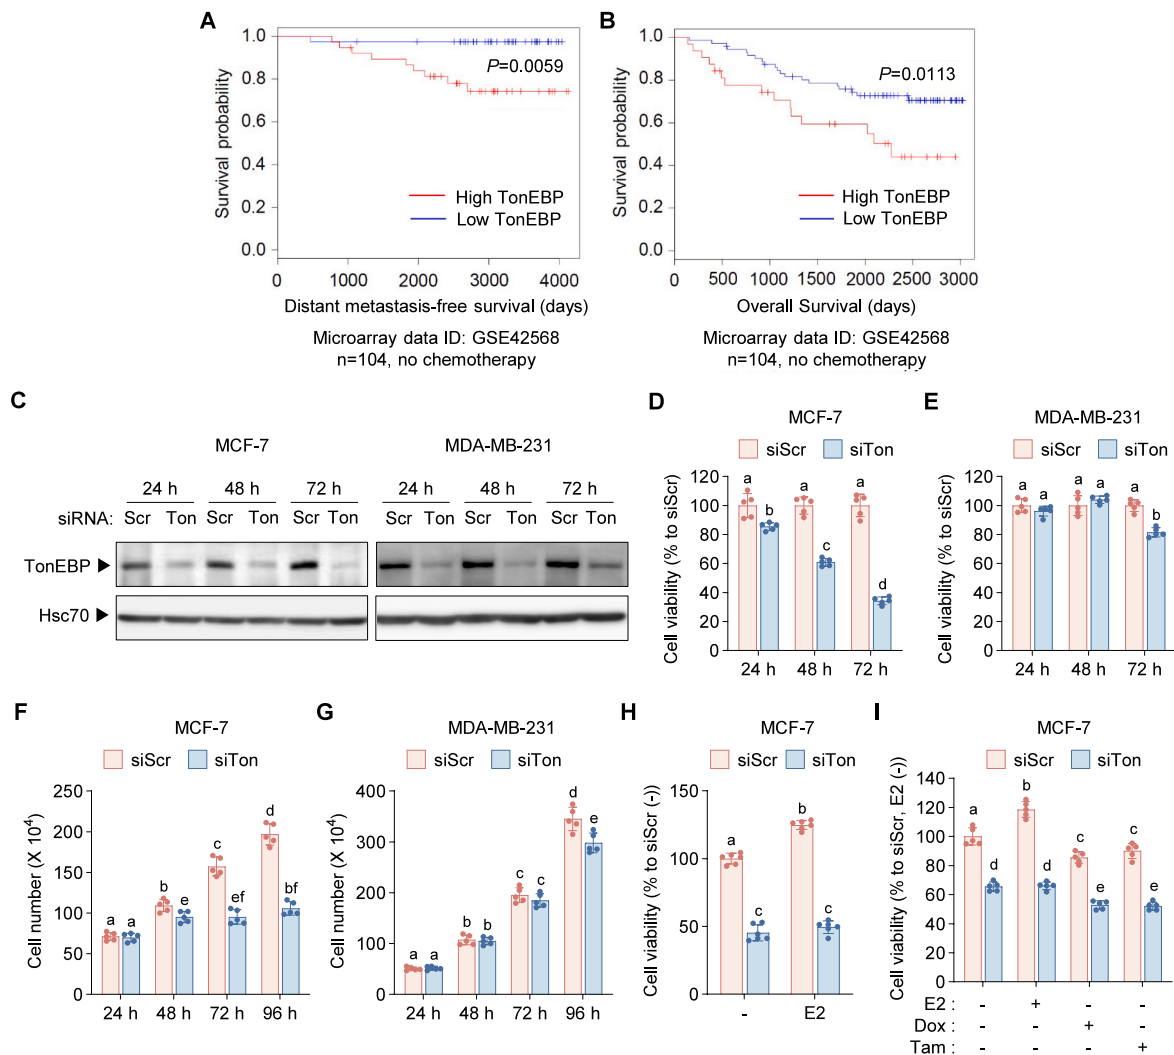 A
1.0
0.8
0.6
0.4
0.2
0.0
Survival probability
P=0.0059
High TonEBP
Low TonEBP
0 1000 2000 3000 4000
Distant metastasis-free survival (days)
Microarray data ID: GSE42568
n=104, no chemotherapy
B
1.0
0.8
0.6
0.4
0.2
0.0
Survival probability
P=0.0113
High TonEBP
Low TonEBP
0 500 1000 1500 2000 2500 3000
Overall Survival (days)
Microarray data ID: GSE42568
n=104, no chemotherapy
C
MCF-7 MDA-MB-231
24 h 48 h 72 h 24 h 48 h 72 h
siRNA: Scr Ton Scr Ton Scr Ton Scr Ton Scr Ton Scr Ton
TonEBP
Hsc70
D
MCF-7
siScr siTon
Cell viability (% to siScr)
120
100
80
60
40
20
0
a b a c a d
24 h 48 h 72 h
E
MDA-MB-231
siScr siTon
Cell viability (% to siScr)
120
100
80
60
40
20
0
a a a a a b
24 h 48 h 72 h
F
MCF-7
siScr siTon
Cell number (X 10⁴)
250
200
150
100
50
0
a a b e c ef d bf
24 h 48 h 72 h 96 h
G
MDA-MB-231
siScr siTon
Cell number (X 10⁴)
400
300
200
100
0
a a b b c c d e
24 h 48 h 72 h 96 h
H
MCF-7
siScr siTon
Cell viability (% to siScr (-))
150
100
50
0
a c b c
- E2
I
MCF-7
siScr siTon
Cell viability (% to siScr, E2 (-))
140
120
100
80
60
40
20
0
a d b d c e c e
E2 : - + - -
Dox : - - + -
Tam : - - - +